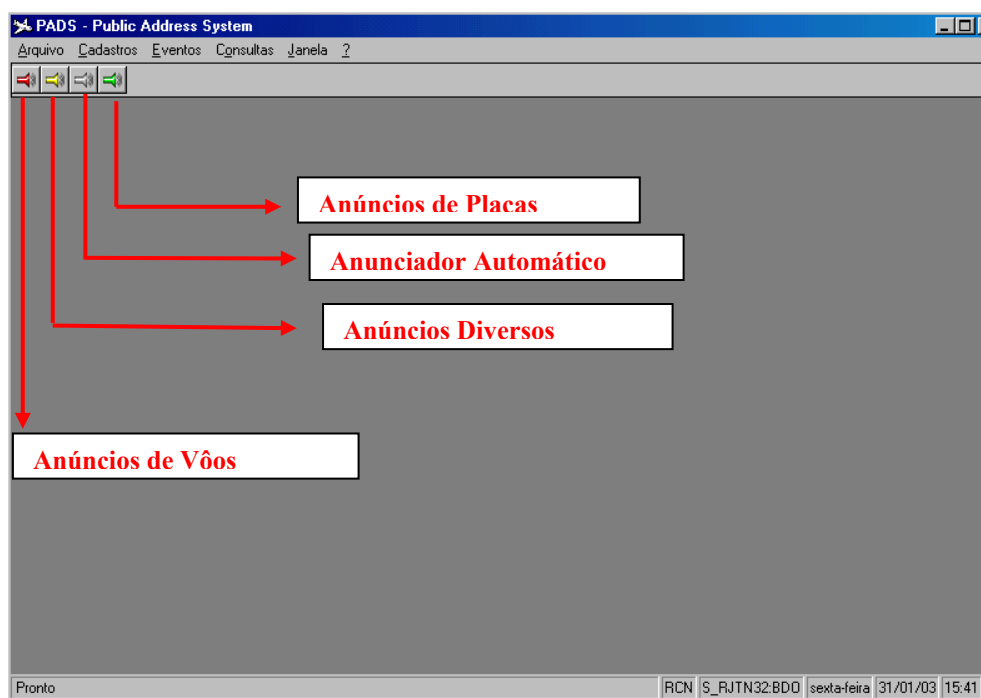 PADS - Public Address System
Arquivo Cadastros Eventos Consultas Janela ?
Anúncios de Placas
Anunciador Automático
Anúncios Diversos
Anúncios de Vôos
Pronto RCN S_RJTN32:BDO sexta-feira 31/01/03 15:41